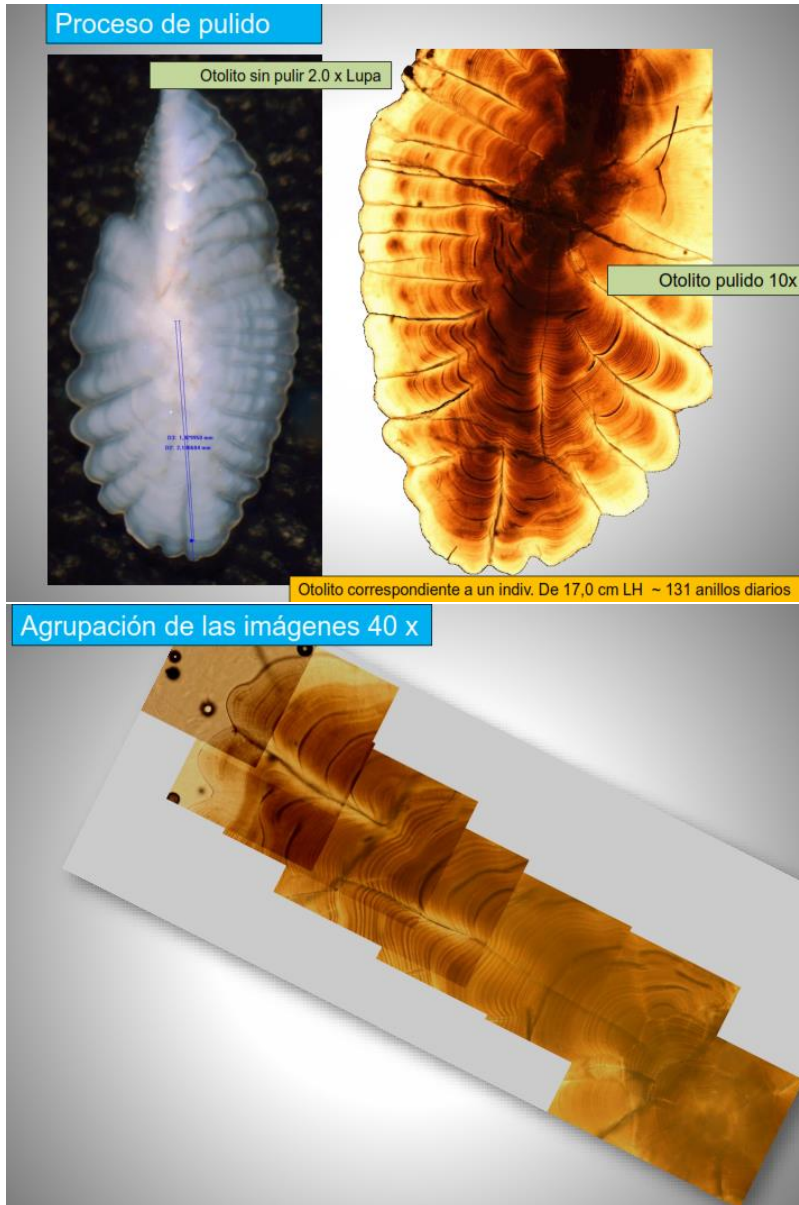 Proceso de pulido
Otolito sin pulir 2.0 x Lupa
Otolito pulido 10x
Otolito correspondiente a un indiv. De 17,0 cm LH ~ 131 anillos diarios
Agrupación de las imágenes 40 x